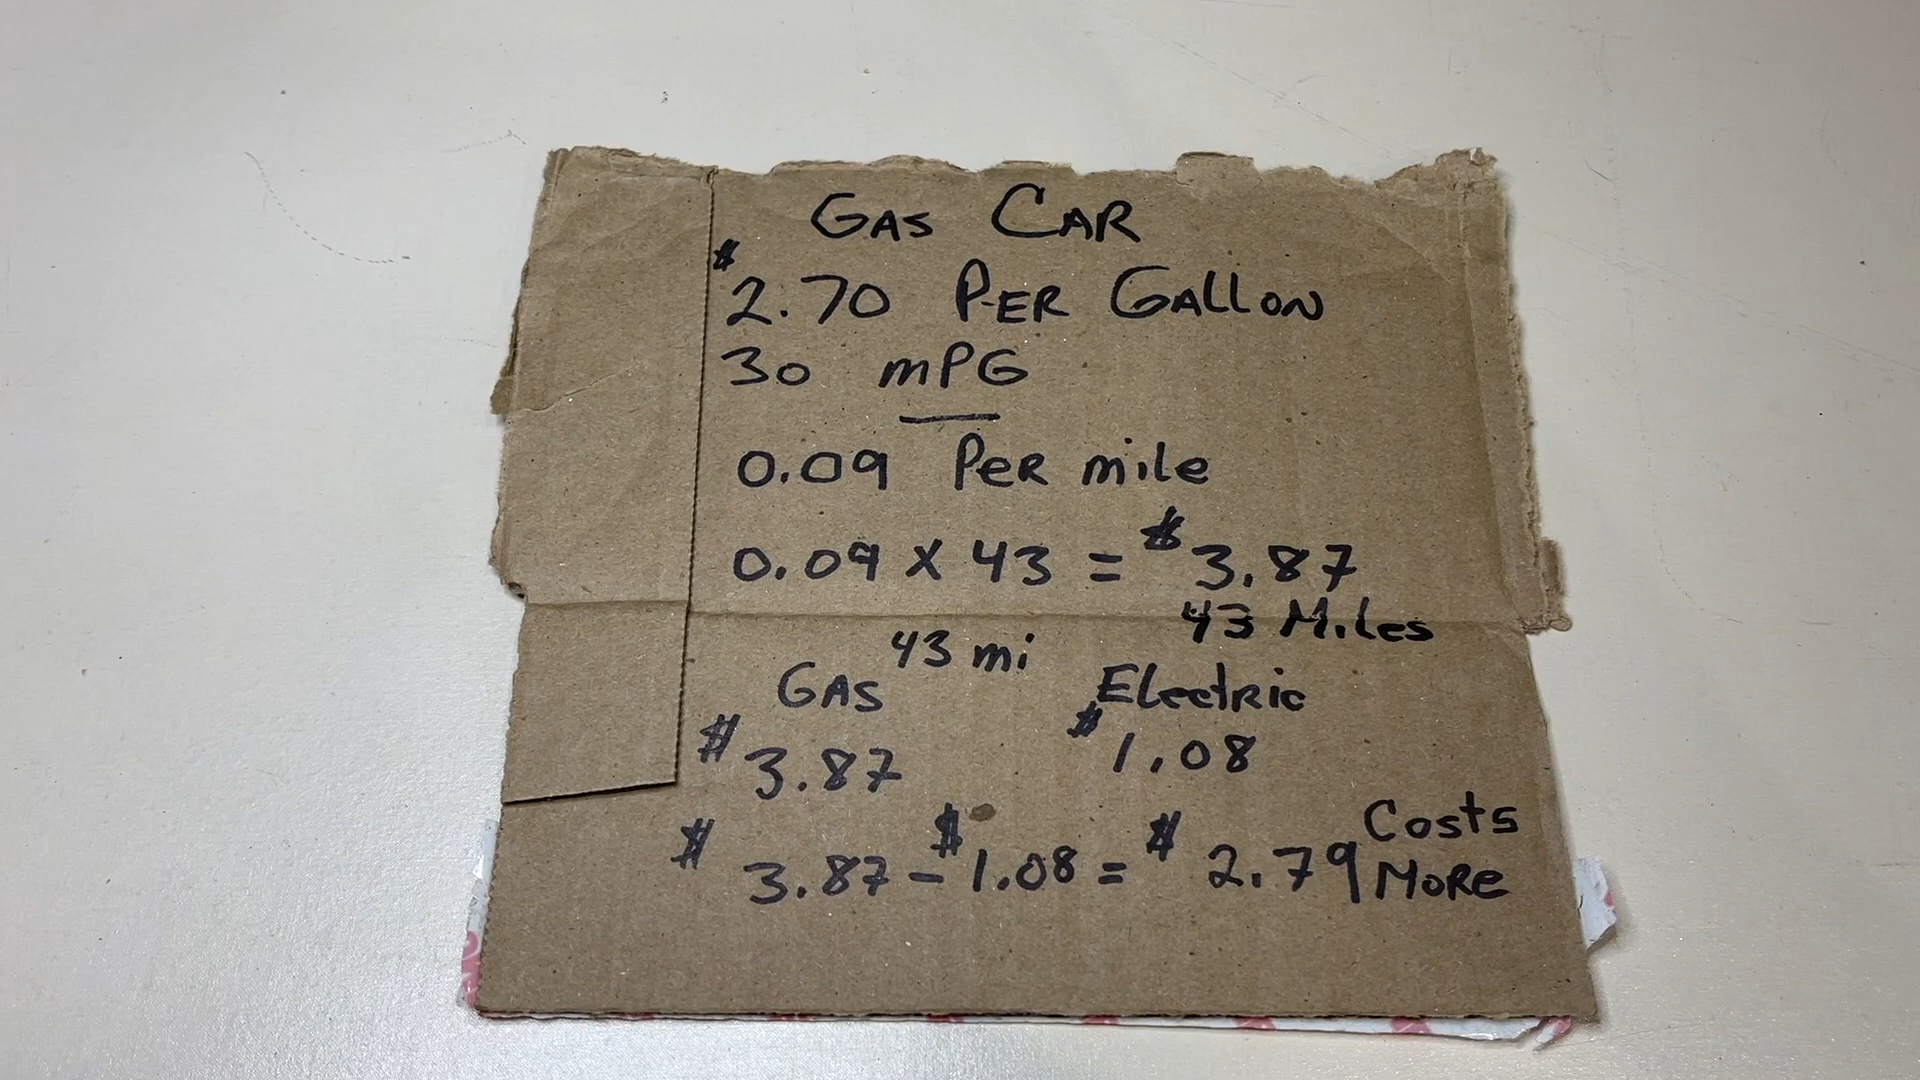 GAS CAR
$2.70 PER GALLON
30 mPG
0.09 PER mile
0.09 X 43 = $3.87
43 Miles
43 mi
GAS Electric
$3.87 $1.08
$3.87 - $1.08 = $2.79 Costs MORE